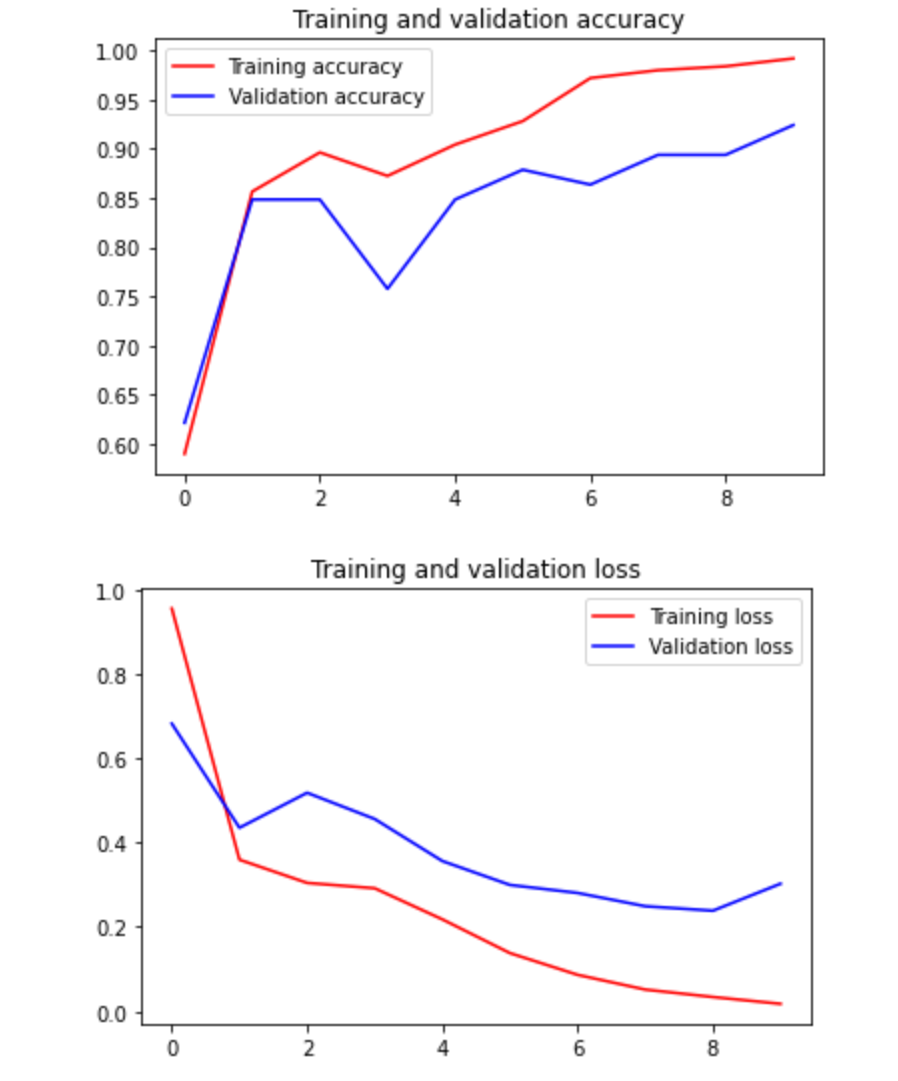 Training and validation accuracy
1.00
0.95
0.90
0.85
0.80
0.75
0.70
0.65
0.60
Training accuracy
Validation accuracy
0 2 4 6 8
Training and validation loss
1.0
0.8
0.6
0.4
0.2
0.0
Training loss
Validation loss
0 2 4 6 8